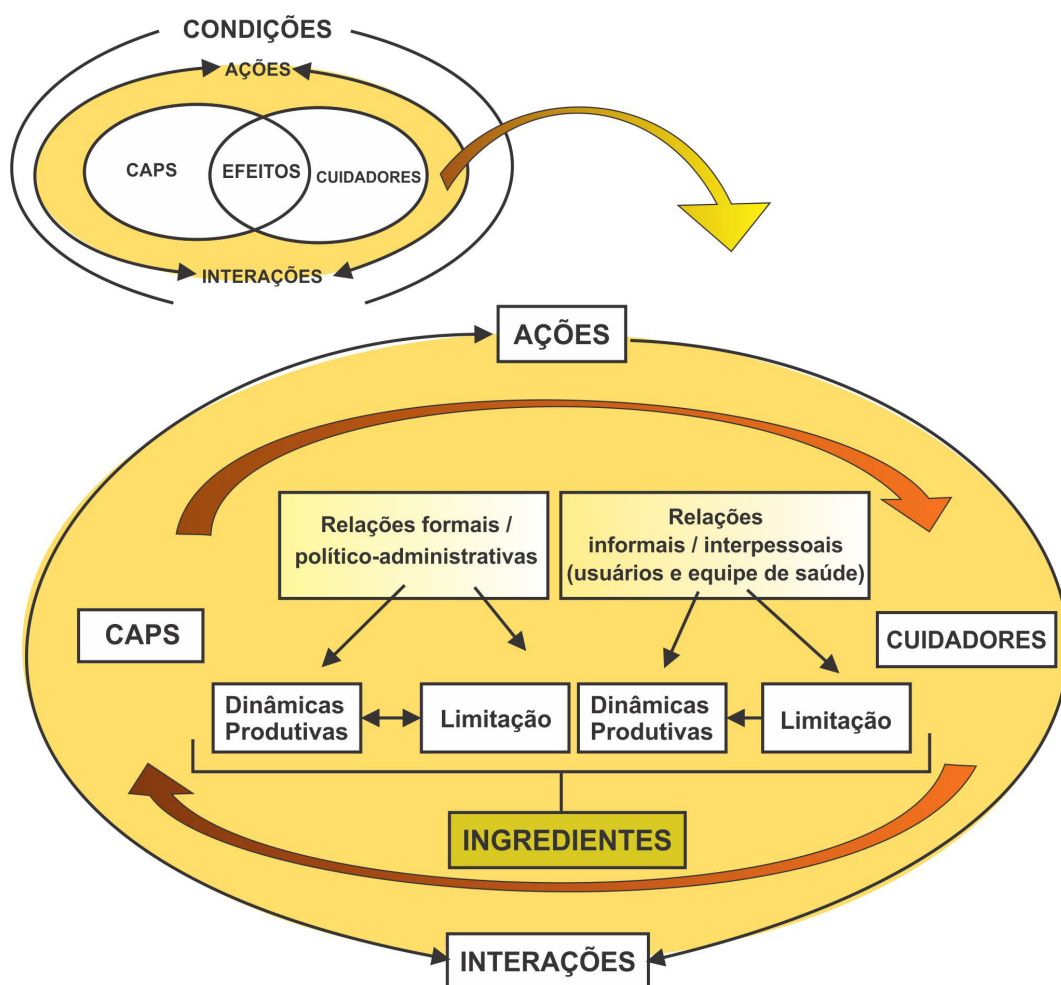 CONDIÇÕES
AÇÕES
CAPS
EFEITOS
CUIDADORES
INTERAÇÕES
AÇÕES
Relações formais /
político-administrativas
Relações
informais / interpessoais
(usuários e equipe de saúde)
CAPS
CUIDADORES
Dinâmicas
Produtivas
Limitação
Dinâmicas
Produtivas
Limitação
INGREDIENTES
INTERAÇÕES